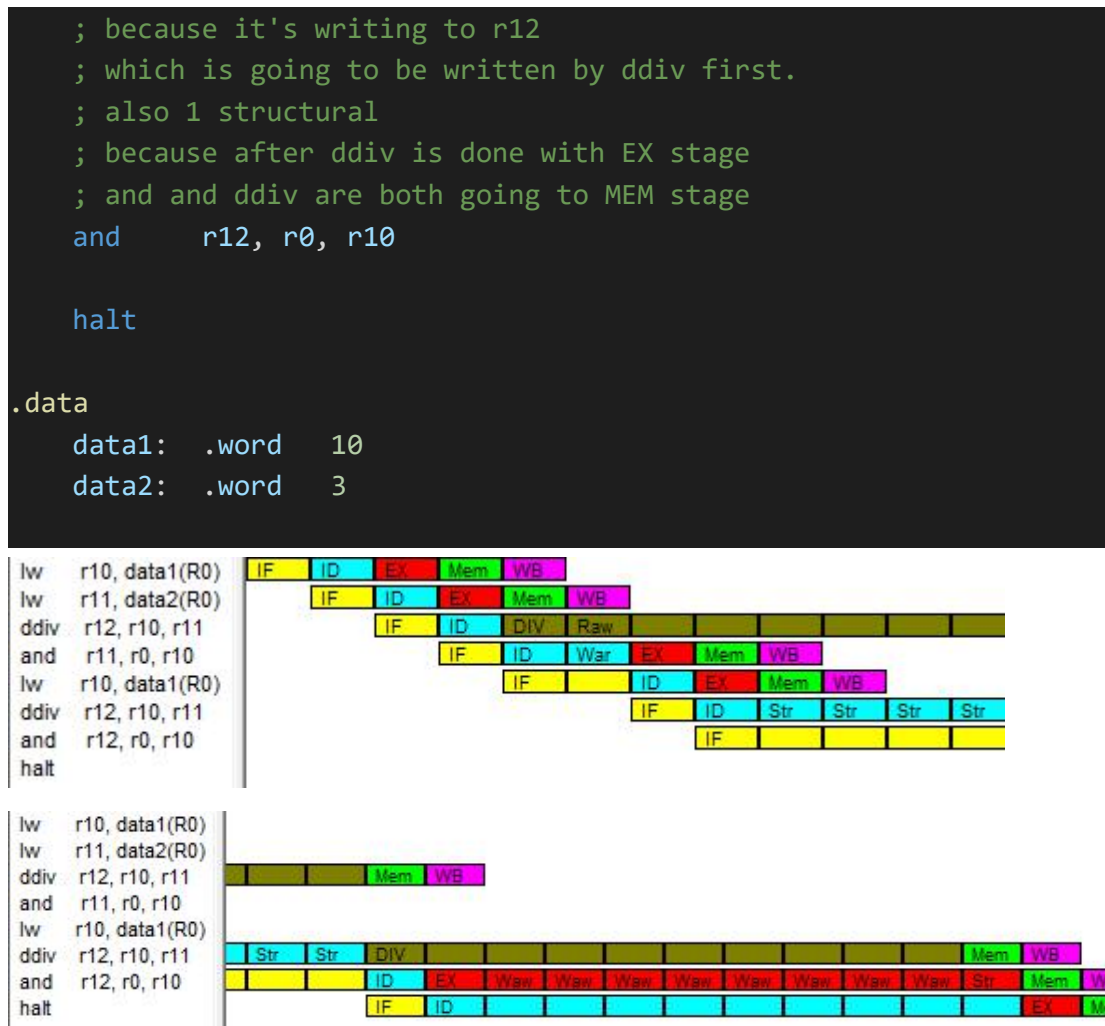 ; because it's writing to r12
; which is going to be written by ddiv first.
; also 1 structural
; because after ddiv is done with EX stage
; and and ddiv are both going to MEM stage
and r12, r0, r10
halt
.data
data1: .word 10
data2: .word 3
lw r10, data1(R0) IF ID EX Mem WB
lw r11, data2(R0) IF ID EX Mem WB
ddiv r12, r10, r11 IF ID DIV Raw
and r11, r0, r10 IF ID War EX Mem WB
lw r10, data1(R0) IF ID EX Mem WB
ddiv r12, r10, r11 IF ID Str Str Str Str
and r12, r0, r10 IF
halt
lw r10, data1(R0)
lw r11, data2(R0)
ddiv r12, r10, r11 Mem WB
and r11, r0, r10
lw r10, data1(R0)
ddiv r12, r10, r11 Str Str DIV Mem WB
and r12, r0, r10 ID EX Waw Waw Waw Waw Waw Waw Waw Waw Str Mem W
halt IF ID EX M